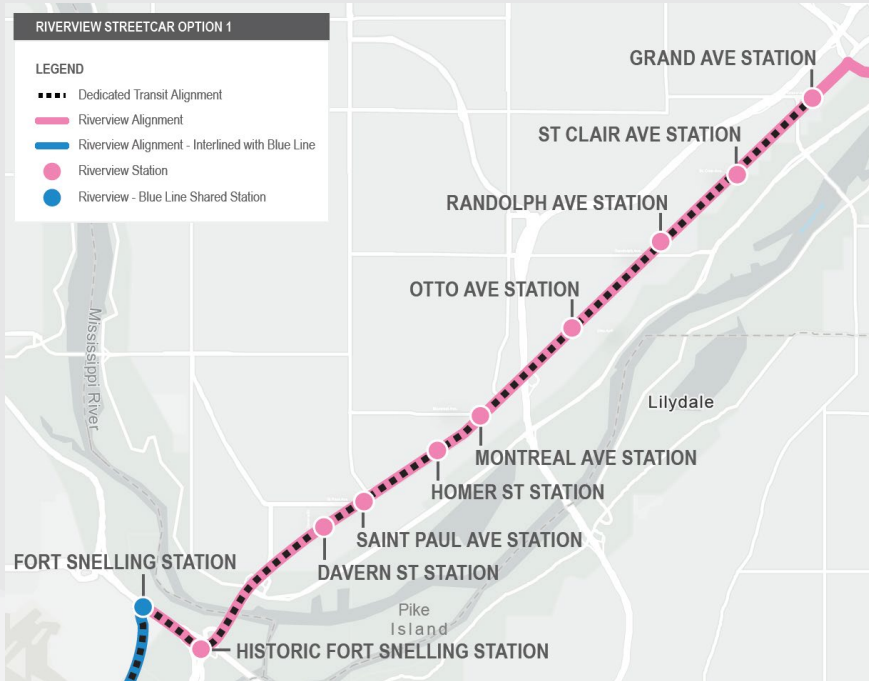 RIVERVIEW STREETCAR OPTION 1
LEGEND
Dedicated Transit Alignment
Riverview Alignment
Riverview Alignment - Interlined with Blue Line
Riverview Station
Riverview - Blue Line Shared Station
GRAND AVE STATION
ST CLAIR AVE STATION
RANDOLPH AVE STATION
OTTO AVE STATION
Mississippi River
Lilydale
MONTREAL AVE STATION
HOMER ST STATION
SAINT PAUL AVE STATION
FORT SNELLING STATION
DAVERN ST STATION
Pike
Island
HISTORIC FORT SNELLING STATION